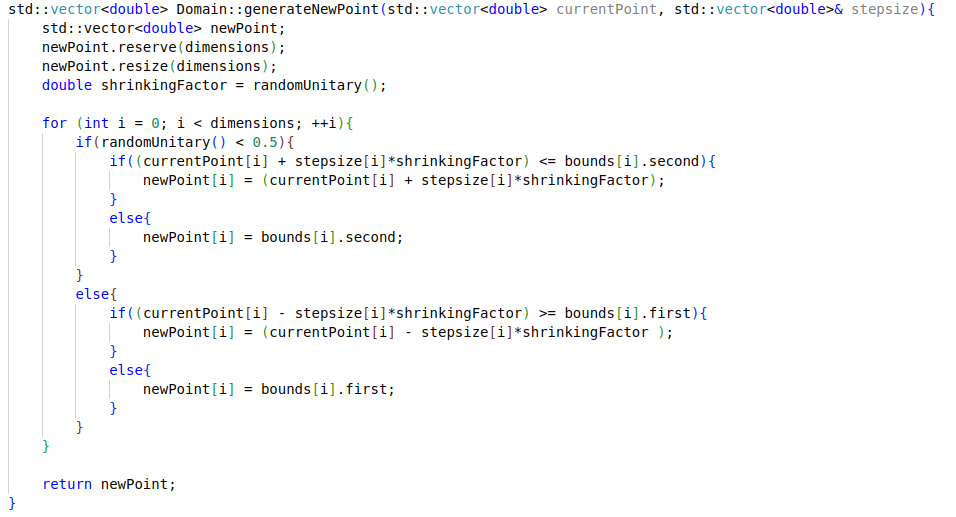 std::vector<double> Domain::generateNewPoint(std::vector<double> currentPoint, std::vector<double>& stepsize){
    std::vector<double> newPoint;
    newPoint.reserve(dimensions);
    newPoint.resize(dimensions);
    double shrinkingFactor = randomUnitary();

    for (int i = 0; i < dimensions; ++i){
        if(randomUnitary() < 0.5){
            if((currentPoint[i] + stepsize[i]*shrinkingFactor) <= bounds[i].second){
                newPoint[i] = (currentPoint[i] + stepsize[i]*shrinkingFactor);
            }
            else{
                newPoint[i] = bounds[i].second;
            }
        }
        else{
            if((currentPoint[i] - stepsize[i]*shrinkingFactor) >= bounds[i].first){
                newPoint[i] = (currentPoint[i] - stepsize[i]*shrinkingFactor );
            }
            else{
                newPoint[i] = bounds[i].first;
            }
        }
    }

    return newPoint;
}